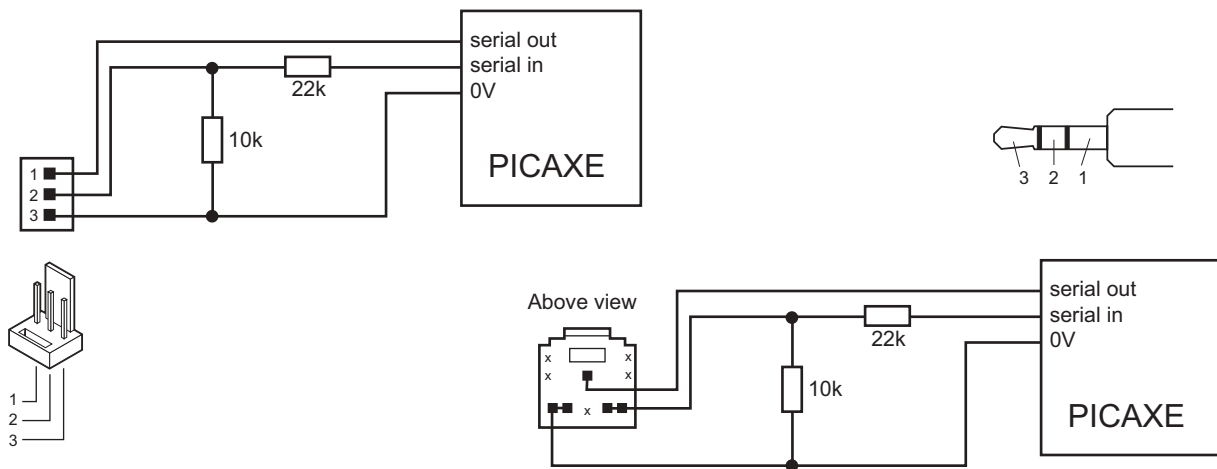 serial out
serial in
0V
22k
10k
PICAXE
1
2
3
3 2 1
1
2
3
Above view
x x
x x
x
serial out
serial in
0V
22k
10k
PICAXE